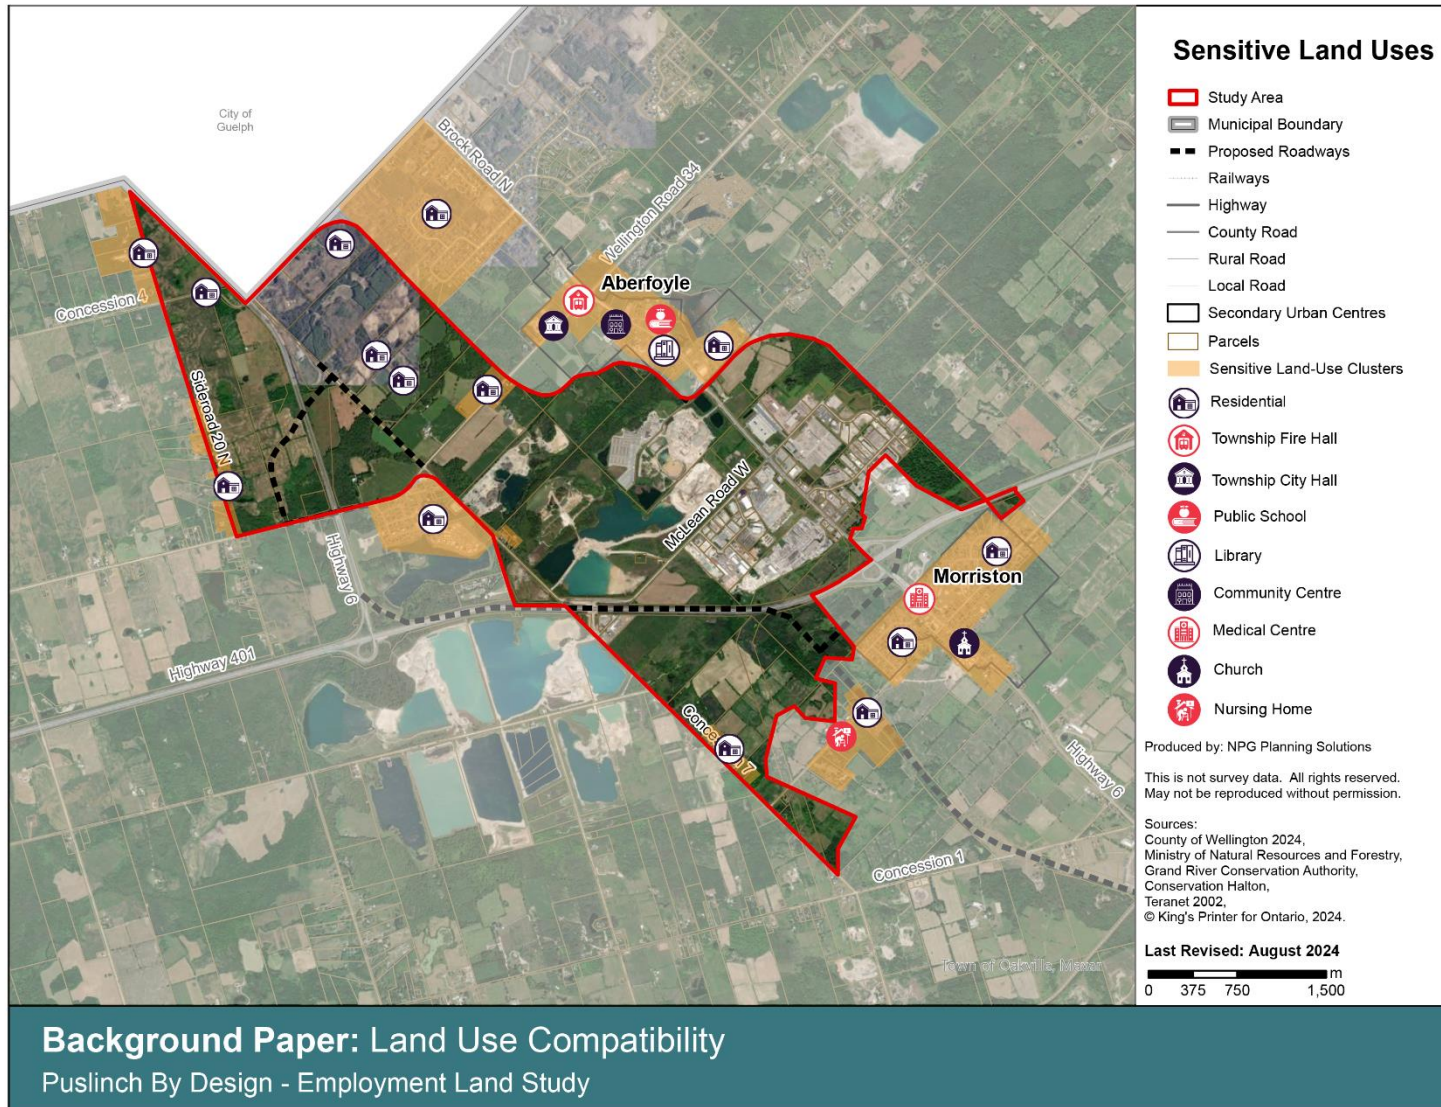 City of
Guelph
Brock Road N
Wellington Road 34
Aberfoyle
Concession 4
Sideroad 20 N
McLean Road W
Highway 6
Morriston
Highway 401
Concession 7
Highway 6
Concession 1
Town of Oakville, Maxar
Sensitive Land Uses
Study Area
Municipal Boundary
Proposed Roadways
Railways
Highway
County Road
Rural Road
Local Road
Secondary Urban Centres
Parcels
Sensitive Land-Use Clusters
Residential
Township Fire Hall
Township City Hall
Public School
Library
Community Centre
Medical Centre
Church
Nursing Home
Produced by: NPG Planning Solutions
This is not survey data. All rights reserved.
May not be reproduced without permission.
Sources:
County of Wellington 2024,
Ministry of Natural Resources and Forestry,
Grand River Conservation Authority,
Conservation Halton,
Teranet 2002,
© King's Printer for Ontario, 2024.
Last Revised: August 2024
m
0 375 750 1,500
Background Paper: Land Use Compatibility
Puslinch By Design - Employment Land Study